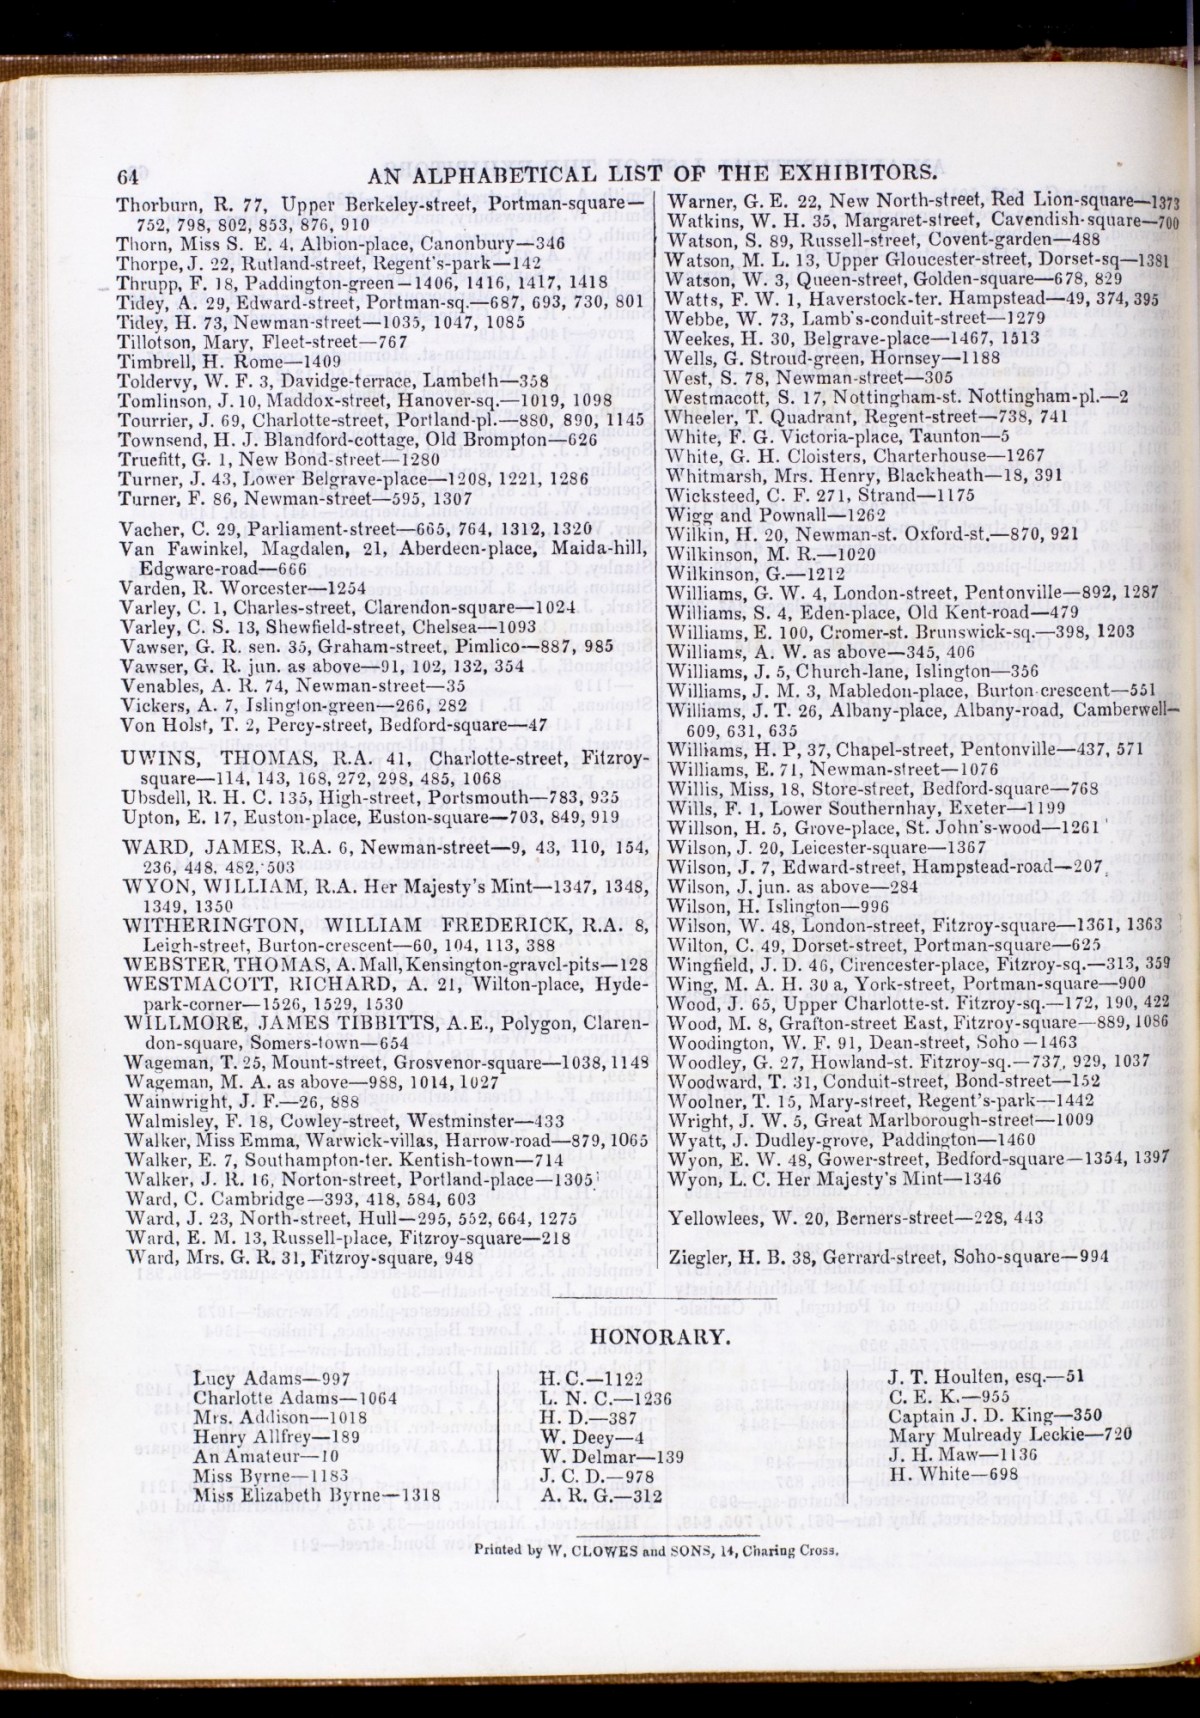 64
AN ALPHABETICAL LIST OF THE EXHIBITORS.
Thorburn, R. 77, Upper Berkeley-street, Portman-square—
752, 798, 802, 853, 876, 910
Thorn, Miss S. E. 4, Albion-place, Canonbury—346
Thorpe, J. 22, Rutland-street, Regent's-park—142
Thrupp, F. 18, Paddington-green—1406, 1416, 1417, 1418
Tidey, A. 29, Edward-street, Portman-sq.—687, 693, 730, 801
Tidey, H. 73, Newman-street—1035, 1047, 1085
Tillotson, Mary, Fleet-street—767
Timbrell, H. Rome—1409
Toldervy, W. F. 3, Davidge-terrace, Lambeth—358
Tomlinson, J. 10, Maddox-street, Hanover-sq.—1019, 1098
Tourrier, J. 69, Charlotte-street, Portland-pl.—880, 890, 1145
Townsend, H. J. Blandford-cottage, Old Brompton—626
Truefitt, G. 1, New Bond-street—1280
Turner, J. 43, Lower Belgrave-place—1208, 1221, 1286
Turner, F. 86, Newman-street—595, 1307
Vacher, C. 29, Parliament-street—665, 764, 1312, 1320
Van Fawinkel, Magdalen, 21, Aberdeen-place, Maida-hill,
Edgware-road—666
Varden, R. Worcester—1254
Varley, C. 1, Charles-street, Clarendon-square—1024
Varley, C. S. 13, Shewfield-street, Chelsea—1093
Vawser, G. R. sen. 35, Graham-street, Pimlico—887, 985
Vawser, G. R. jun. as above—91, 102, 132, 354
Venables, A. R. 74, Newman-street—35
Vickers, A. 7, Islington-green—266, 282
Von Holst, T. 2, Percy-street, Bedford-square—47
UWINS, THOMAS, R.A. 41, Charlotte-street, Fitzroy-
square—114, 143, 168, 272, 298, 485, 1068
Ubsdell, R. H. C. 135, High-street, Portsmouth—783, 935
Upton, E. 17, Euston-place, Euston-square—703, 849, 919
WARD, JAMES, R.A. 6, Newman-street—9, 43, 110, 154,
236, 448. 482, 503
WYON, WILLIAM, R.A. Her Majesty's Mint—1347, 1348,
1349, 1350
WITHERINGTON, WILLIAM FREDERICK, R.A. 8,
Leigh-street, Burton-crescent—60, 104, 113, 388
WEBSTER, THOMAS, A. Mall, Kensington-gravel-pits—128
WESTMACOTT, RICHARD, A. 21, Wilton-place, Hyde-
park-corner—1526, 1529, 1530
WILLMORE, JAMES TIBBITTS, A.E., Polygon, Claren-
don-square, Somers-town—654
Wageman, T. 25, Mount-street, Grosvenor-square—1038, 1148
Wageman, M. A. as above—988, 1014, 1027
Wainwright, J. F.—26, 888
Walmisley, F. 18, Cowley-street, Westminster—433
Walker, Miss Emma, Warwick-villas, Harrow-road—879, 1065
Walker, E. 7, Southampton-ter. Kentish-town—714
Walker, J. R. 16, Norton-street, Portland-place—1305
Ward, C. Cambridge—393, 418, 584, 603
Ward, J. 23, North-street, Hull—295, 552, 664, 1275
Ward, E. M. 13, Russell-place, Fitzroy-square—218
Ward, Mrs. G. R. 31, Fitzroy-square, 948
Warner, G. E. 22, New North-street, Red Lion-square—1373
Watkins, W. H. 35, Margaret-street, Cavendish-square—700
Watson, S. 89, Russell-street, Covent-garden—488
Watson, M. L. 13, Upper Gloucester-street, Dorset-sq—1381
Watson, W. 3, Queen-street, Golden-square—678, 829
Watts, F. W. 1, Haverstock-ter. Hampstead—49, 374, 395
Webbe, W. 73, Lamb's-conduit-street—1279
Weekes, H. 30, Belgrave-place—1467, 1513
Wells, G. Stroud-green, Hornsey—1188
West, S. 78, Newman-street—305
Westmacott, S. 17, Nottingham-st. Nottingham-pl.—2
Wheeler, T. Quadrant, Regent-street—738, 741
White, F. G. Victoria-place, Taunton—5
White, G. H. Cloisters, Charterhouse—1267
Whitmarsh, Mrs. Henry, Blackheath—18, 391
Wicksteed, C. F. 271, Strand—1175
Wigg and Pownall—1262
Wilkin, H. 20, Newman-st. Oxford-st.—870, 921
Wilkinson, M. R.—1020
Wilkinson, G.—1212
Williams, G. W. 4, London-street, Pentonville—892, 1287
Williams, S. 4, Eden-place, Old Kent-road—479
Williams, E. 100, Cromer-st. Brunswick-sq.—398, 1203
Williams, A. W. as above—345, 406
Williams, J. 5, Church-lane, Islington—356
Williams, J. M. 3, Mabledon-place, Burton crescent—551
Williams, J. T. 26, Albany-place, Albany-road, Camberwell—
609, 631, 635
Williams, H. P, 37, Chapel-street, Pentonville—437, 571
Williams, E. 71, Newman-street—1076
Willis, Miss, 18, Store-street, Bedford-square—768
Wills, F. 1, Lower Southernhay, Exeter—1199
Willson, H. 5, Grove-place, St. John's-wood—1261
Wilson, J. 20, Leicester-square—1367
Wilson, J. 7, Edward-street, Hampstead-road—207
Wilson, J. jun. as above—284
Wilson, H. Islington—996
Wilson, W. 48, London-street, Fitzroy-square—1361, 1363
Wilton, C. 49, Dorset-street, Portman-square—625
Wingfield, J. D. 46, Cirencester-place, Fitzroy-sq.—313, 359
Wing, M. A. H. 30 a, York-street, Portman-square—900
Wood, J. 65, Upper Charlotte-st. Fitzroy-sq.—172, 190, 422
Wood, M. 8, Grafton-street East, Fitzroy-square—889, 1086
Woodington, W. F. 91, Dean-street, Soho—1463
Woodley, G. 27, Howland-st. Fitzroy-sq.—737, 929, 1037
Woodward, T. 31, Conduit-street, Bond-street—152
Woolner, T. 15, Mary-street, Regent's-park—1442
Wright, J. W. 5, Great Marlborough-street—1009
Wyatt, J. Dudley-grove, Paddington—1460
Wyon, E. W. 48, Gower-street, Bedford-square—1354, 1397
Wyon, L. C. Her Majesty's Mint—1346
Yellowlees, W. 20, Berners-street—228, 443
Ziegler, H. B. 38, Gerrard-street, Soho-square—994
HONORARY.
Lucy Adams—997
Charlotte Adams—1064
Mrs. Addison—1018
Henry Allfrey—189
An Amateur—10
Miss Byrne—1183
Miss Elizabeth Byrne—1318
H. C.—1122
L. N. C.—1236
H. D.—387
W. Deey—4
W. Delmar—139
J. C. D.—978
A. R. G.—312
J. T. Houlten, esq.—51
C. E. K.—955
Captain J. D. King—350
Mary Mulready Leckie—720
J. H. Maw—1136
H. White—698
Printed by W. CLOWES and SONS, 14, Charing Cross.